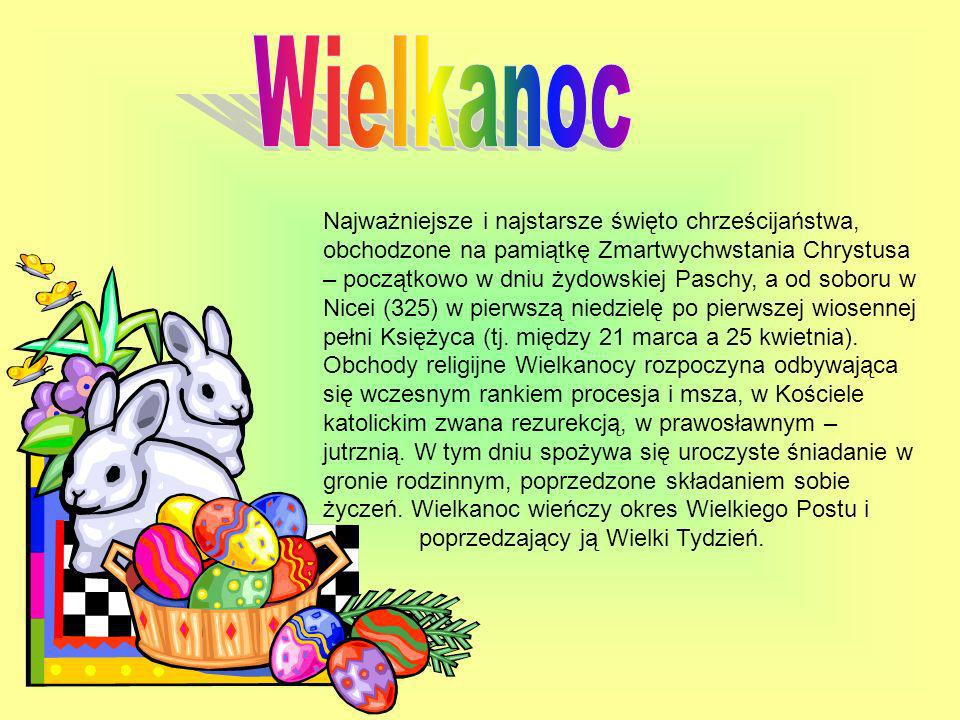 Wielkanoc
Najważniejsze i najstarsze święto chrześcijaństwa,
obchodzone na pamiątkę Zmartwychwstania Chrystusa
– początkowo w dniu żydowskiej Paschy, a od soboru w
Nicei (325) w pierwszą niedzielę po pierwszej wiosennej
pełni Księżyca (tj. między 21 marca a 25 kwietnia).
Obchody religijne Wielkanocy rozpoczyna odbywająca
się wczesnym rankiem procesja i msza, w Kościele
katolickim zwana rezurekcją, w prawosławnym –
jutrznią. W tym dniu spożywa się uroczyste śniadanie w
gronie rodzinnym, poprzedzone składaniem sobie
życzeń. Wielkanoc wieńczy okres Wielkiego Postu i
poprzedzający ją Wielki Tydzień.